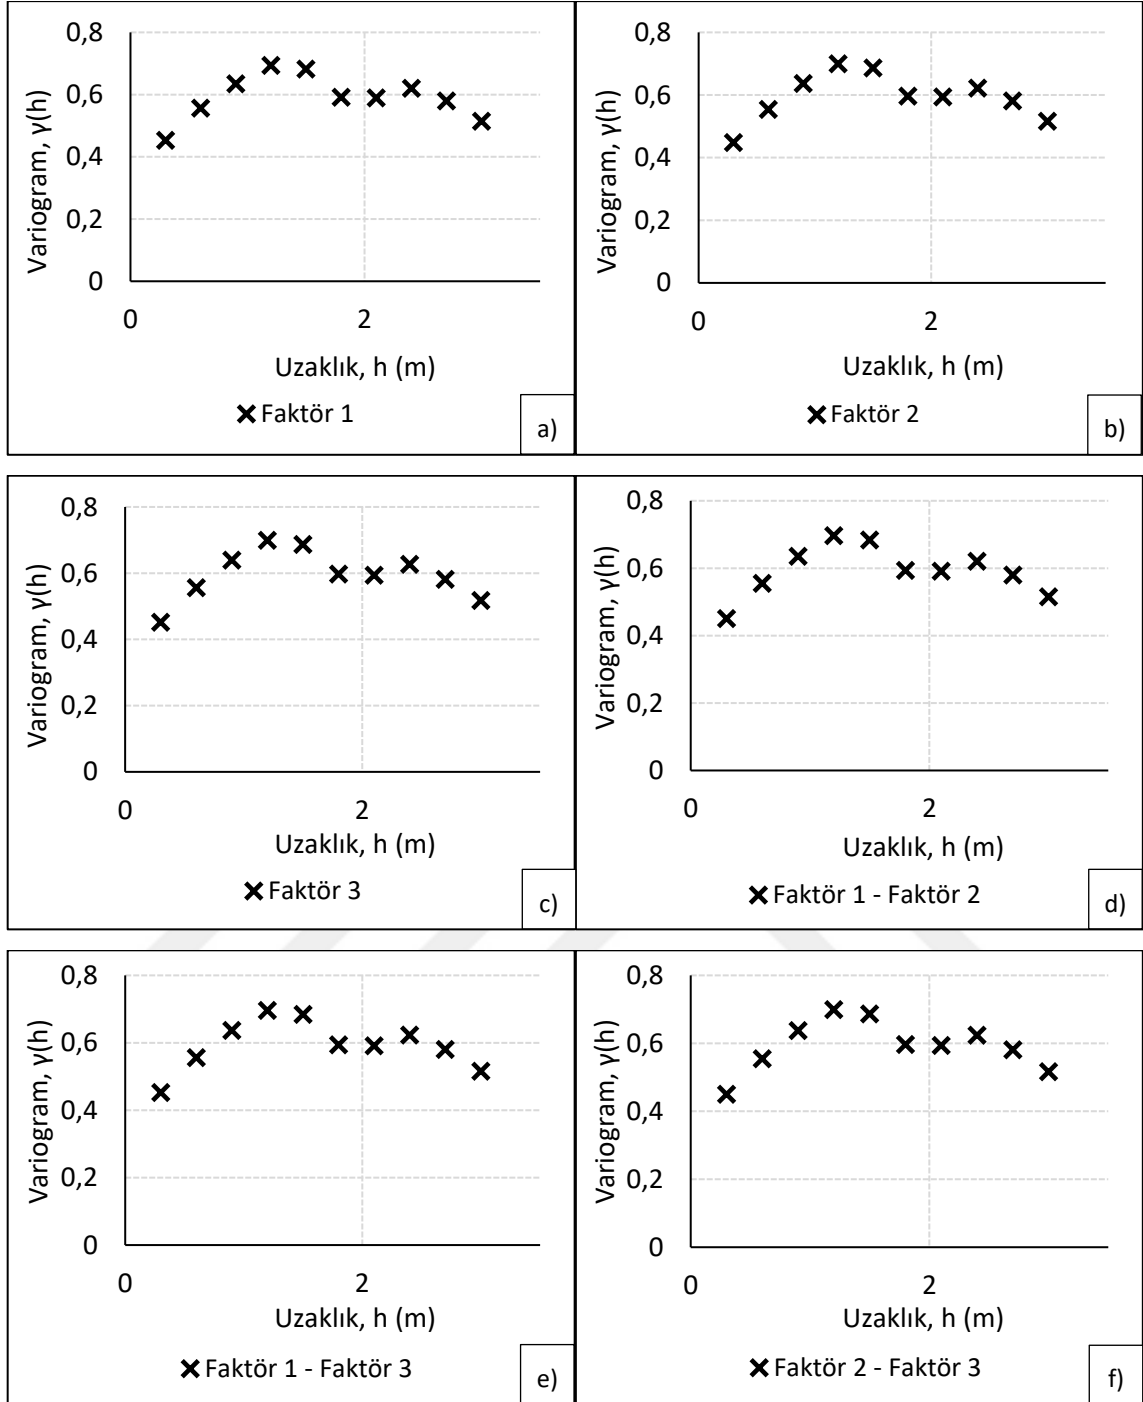 Variogram, γ(h)
0,8
0,6
0,4
0,2
0
0 2
Uzaklık, h (m)
Faktör 1
a)
Variogram, γ(h)
0,8
0,6
0,4
0,2
0
0 2
Uzaklık, h (m)
Faktör 2
b)
Variogram, γ(h)
0,8
0,6
0,4
0,2
0
0 2
Uzaklık, h (m)
Faktör 3
c)
Variogram, γ(h)
0,8
0,6
0,4
0,2
0
0 2
Uzaklık, h (m)
Faktör 1 - Faktör 2
d)
Variogram, γ(h)
0,8
0,6
0,4
0,2
0
0 2
Uzaklık, h (m)
Faktör 1 - Faktör 3
e)
Variogram, γ(h)
0,8
0,6
0,4
0,2
0
0 2
Uzaklık, h (m)
Faktör 2 - Faktör 3
f)